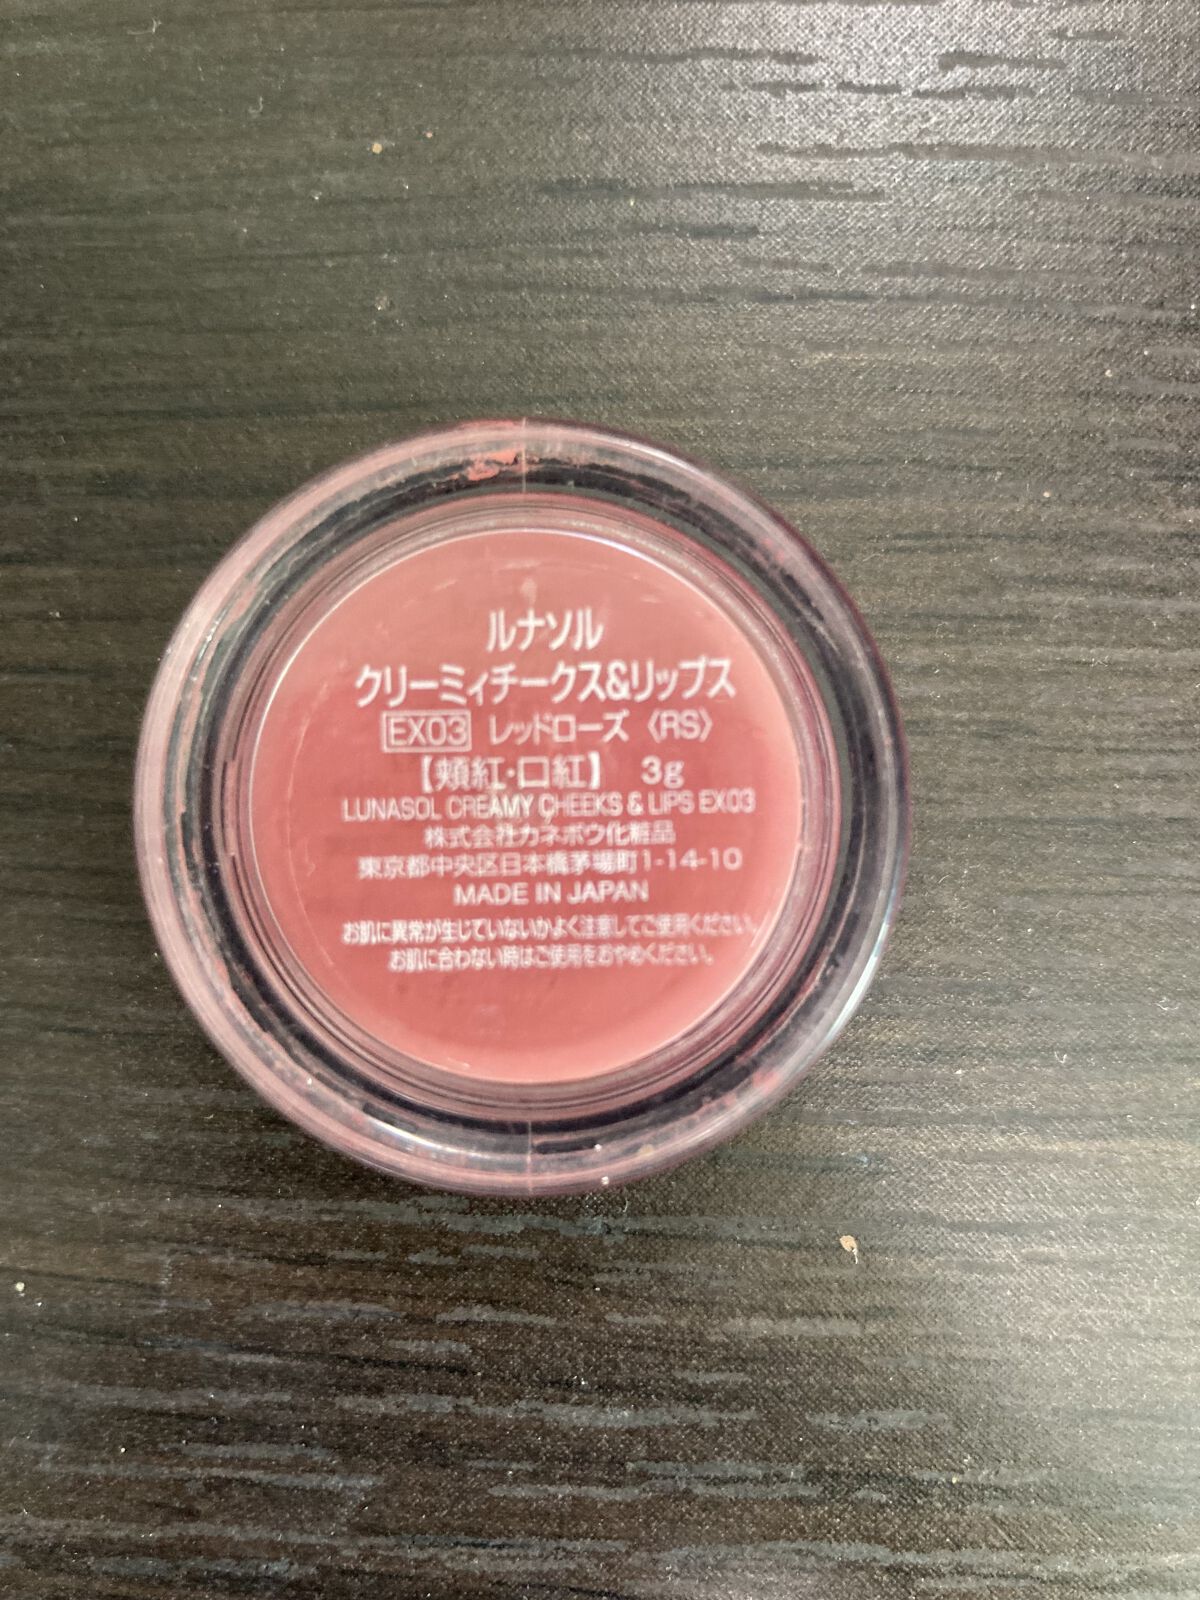 ルナソル
クリーミィチークス&リップス
EX03 レッドローズ〈RS〉
【頬紅・口紅】 3g
LUNASOL CREAMY CHEEKS & LIPS EX03
株式会社カネボウ化粧品
東京都中央区日本橋茅場町1-14-10
MADE IN JAPAN
お肌に異常が生じていないかよく注意してご使用ください。
お肌に合わない時はご使用をおやめください。